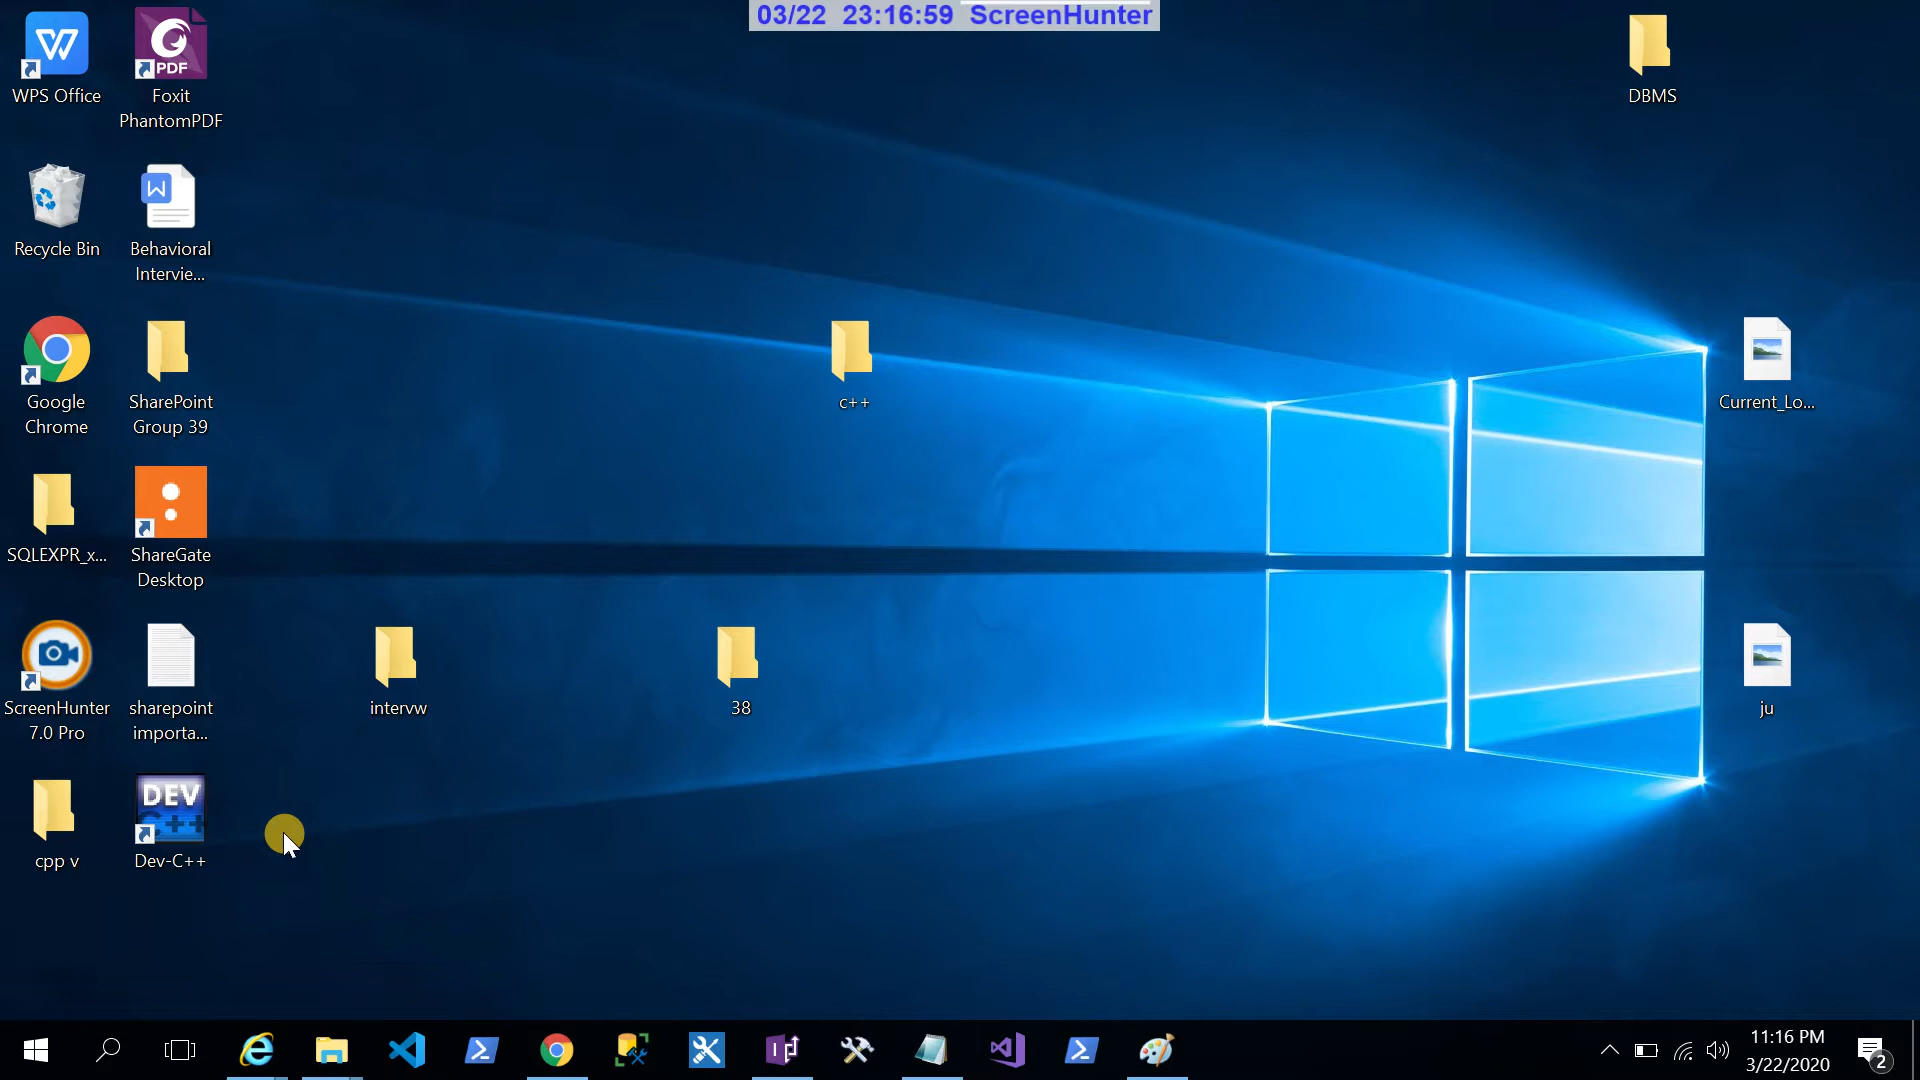 03/22 23:16:59 ScreenHunter
WPS Office
PDF
Foxit
PhantomPDF
DBMS
Recycle Bin
W
Behavioral
Intervie...
Google
Chrome
SharePoint
Group 39
c++
Current_Lo...
SQLEXPR_x...
ShareGate
Desktop
ScreenHunter
7.0 Pro
sharepoint
importa...
intervw
38
ju
cpp v
DEV
C++
Dev-C++
11:16 PM
3/22/2020
2